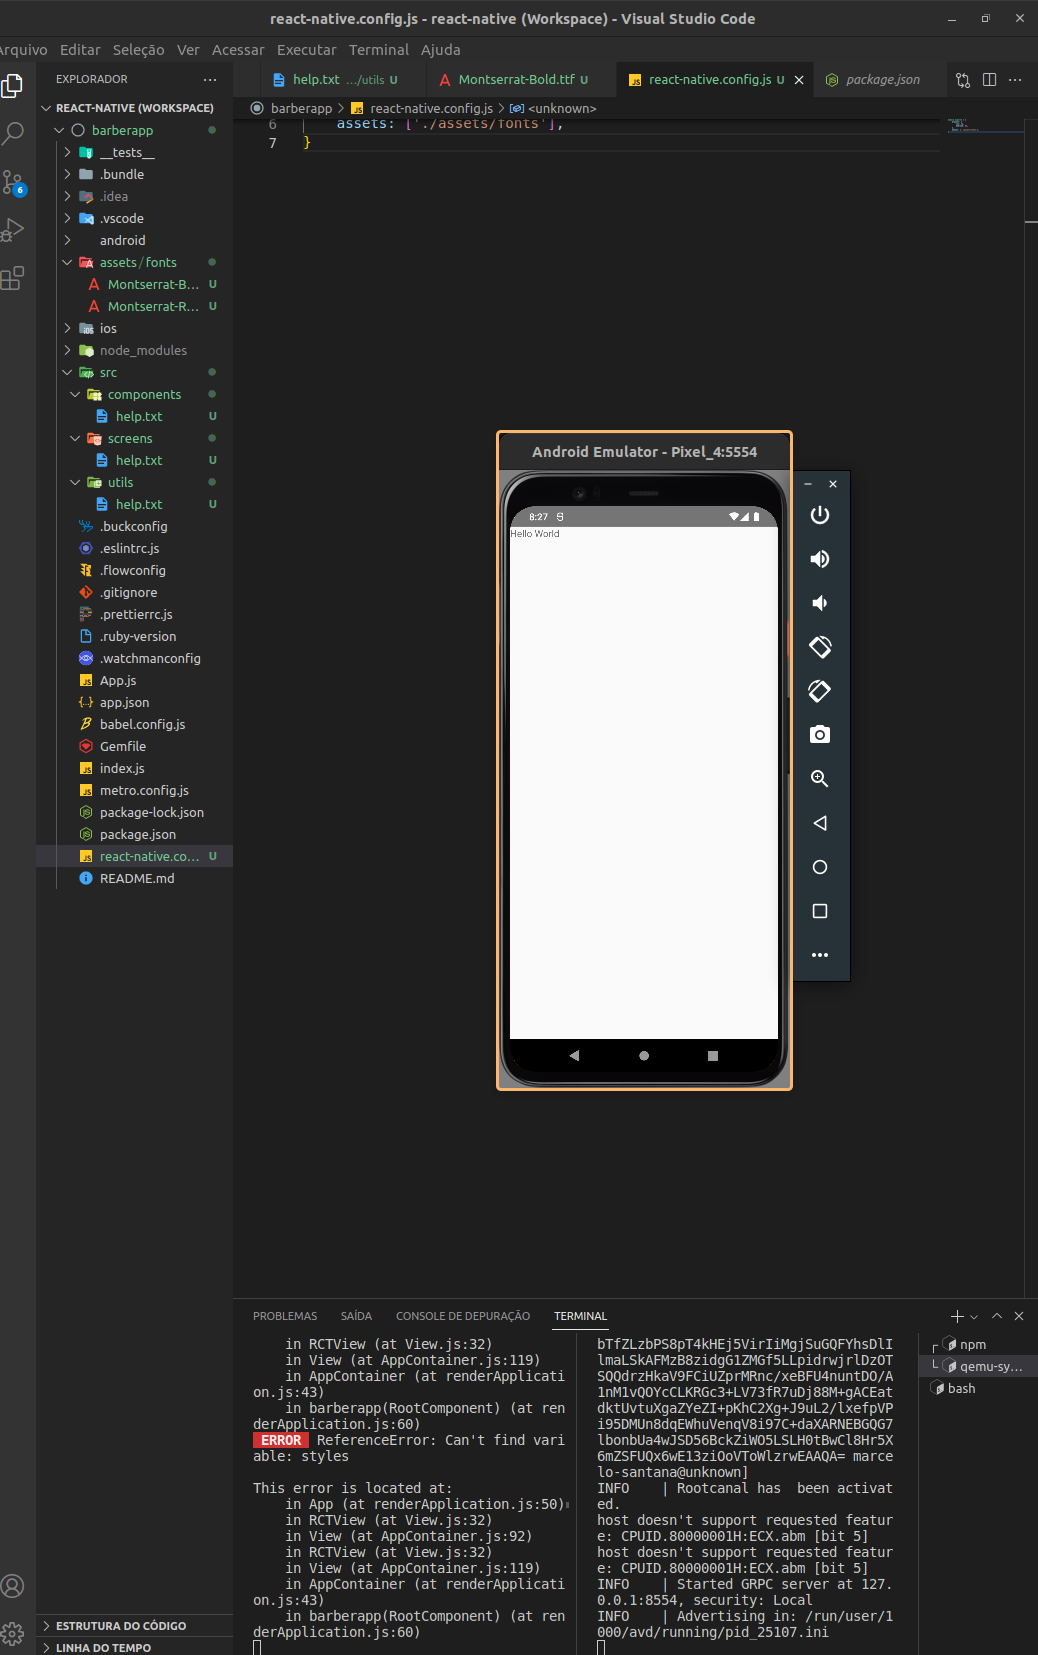 react-native.config.js - react-native (Workspace) - Visual Studio Code
Arquivo Editar Seleção Ver Acessar Executar Terminal Ajuda
EXPLORADOR
help.txt .../utils U
Montserrat-Bold.ttf U
react-native.config.js U
package.json
REACT-NATIVE (WORKSPACE)
barberapp > react-native.config.js > <unknown>
barberapp
__tests__
.bundle
.idea
.vscode
android
assets/fonts
Montserrat-B... U
Montserrat-R... U
ios
node_modules
src
components
help.txt U
screens
help.txt U
utils
help.txt U
.buckconfig
.eslintrc.js
.flowconfig
.gitignore
.prettierrc.js
.ruby-version
.watchmanconfig
App.js
app.json
babel.config.js
Gemfile
index.js
metro.config.js
package-lock.json
package.json
react-native.co... U
README.md
6
ESTRUTURA DO CÓDIGO
LINHA DO TEMPO
6 assets: ['./assets/fonts'],
7 }
Android Emulator - Pixel_4:5554
8:27
Hello World
PROBLEMAS SAÍDA CONSOLE DE DEPURAÇÃO TERMINAL
in RCTView (at View.js:32)
in View (at AppContainer.js:119)
in AppContainer (at renderApplicati
on.js:43)
in barberapp(RootComponent) (at ren
derApplication.js:60)
ERROR ReferenceError: Can't find vari
able: styles
This error is located at:
in App (at renderApplication.js:50)
in RCTView (at View.js:32)
in View (at AppContainer.js:92)
in RCTView (at View.js:32)
in View (at AppContainer.js:119)
in AppContainer (at renderApplicati
on.js:43)
in barberapp(RootComponent) (at ren
derApplication.js:60)
bTfZLzbPS8pT4kHEj5VirIiMgjSuGQFYhsDlI
lmaLSkAFMzB8zidgG1ZMGf5LLpidrwjrlDzOT
SQQdrzHkaV9FCiUZprMRnc/xeBFU4nuntDO/A
1nM1vQOYcCLKRGc3+LV73fR7uDj88M+gACEat
dktUvtuXgaZYeZI+pKhC2Xg+J9uL2/lxefpVP
i95DMUn8dqEWhuVenqV8i97C+daXARNEBGQG7
lbonbUa4wJSD56BckZiWO5LSLH0tBwCl8Hr5X
6mZSFUQx6wE13ziOoVToWlzrwEAAQA= marce
lo-santana@unknown]
INFO | Rootcanal has been activat
ed.
host doesn't support requested featur
e: CPUID.80000001H:ECX.abm [bit 5]
host doesn't support requested featur
e: CPUID.80000001H:ECX.abm [bit 5]
INFO | Started GRPC server at 127.
0.0.1:8554, security: Local
INFO | Advertising in: /run/user/1
000/avd/running/pid_25107.ini
npm
qemu-sy...
bash